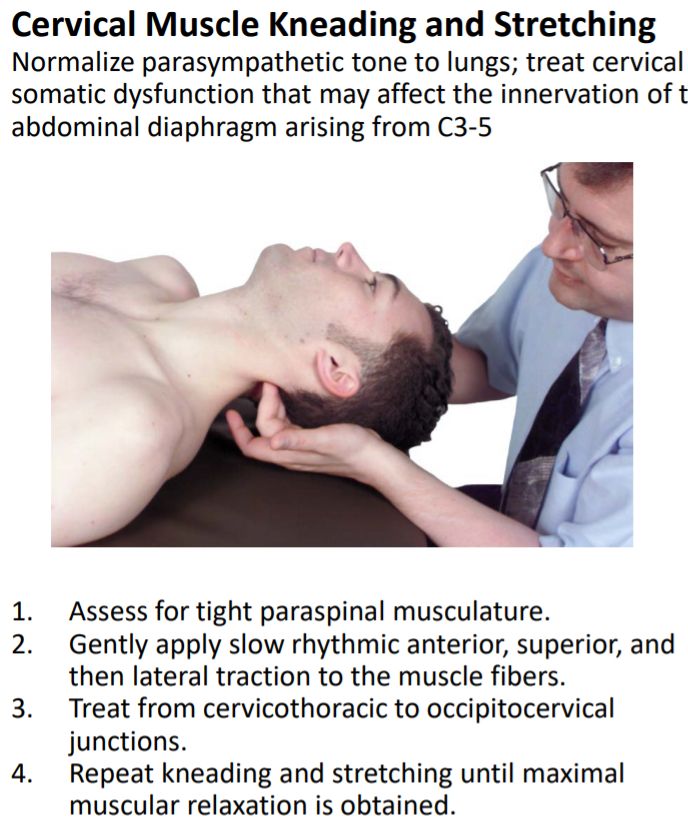 Cervical Muscle Kneading and Stretching
Normalize parasympathetic tone to lungs; treat cervical
somatic dysfunction that may affect the innervation of t
abdominal diaphragm arising from C3-5
1. Assess for tight paraspinal musculature.
2. Gently apply slow rhythmic anterior, superior, and
then lateral traction to the muscle fibers.
3. Treat from cervicothoracic to occipitocervical
junctions.
4. Repeat kneading and stretching until maximal
muscular relaxation is obtained.